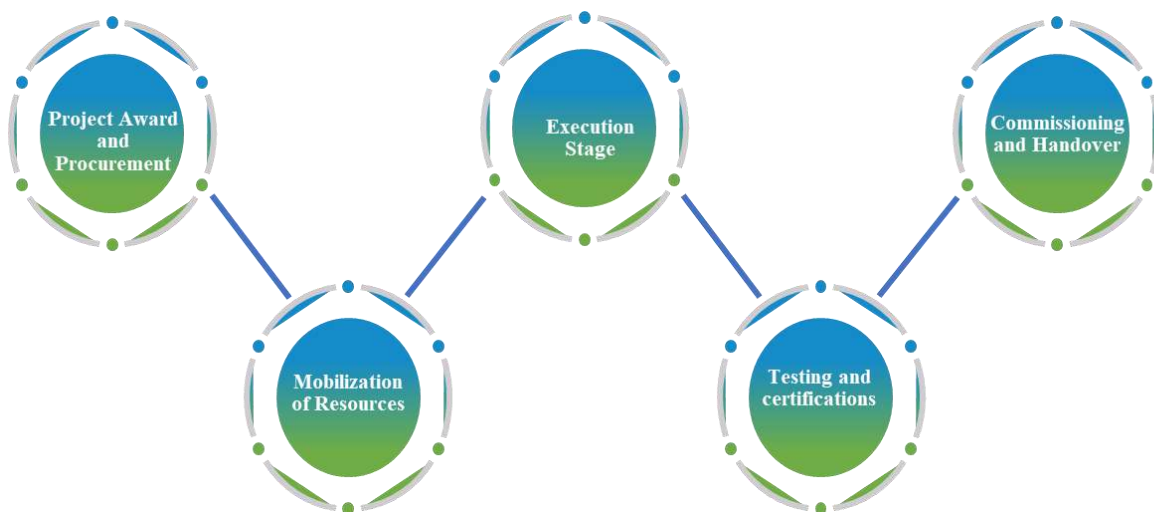 Project Award
and
Procurement
Mobilization
of Resources
Execution
Stage
Testing and
certifications
Commissioning
and Handover